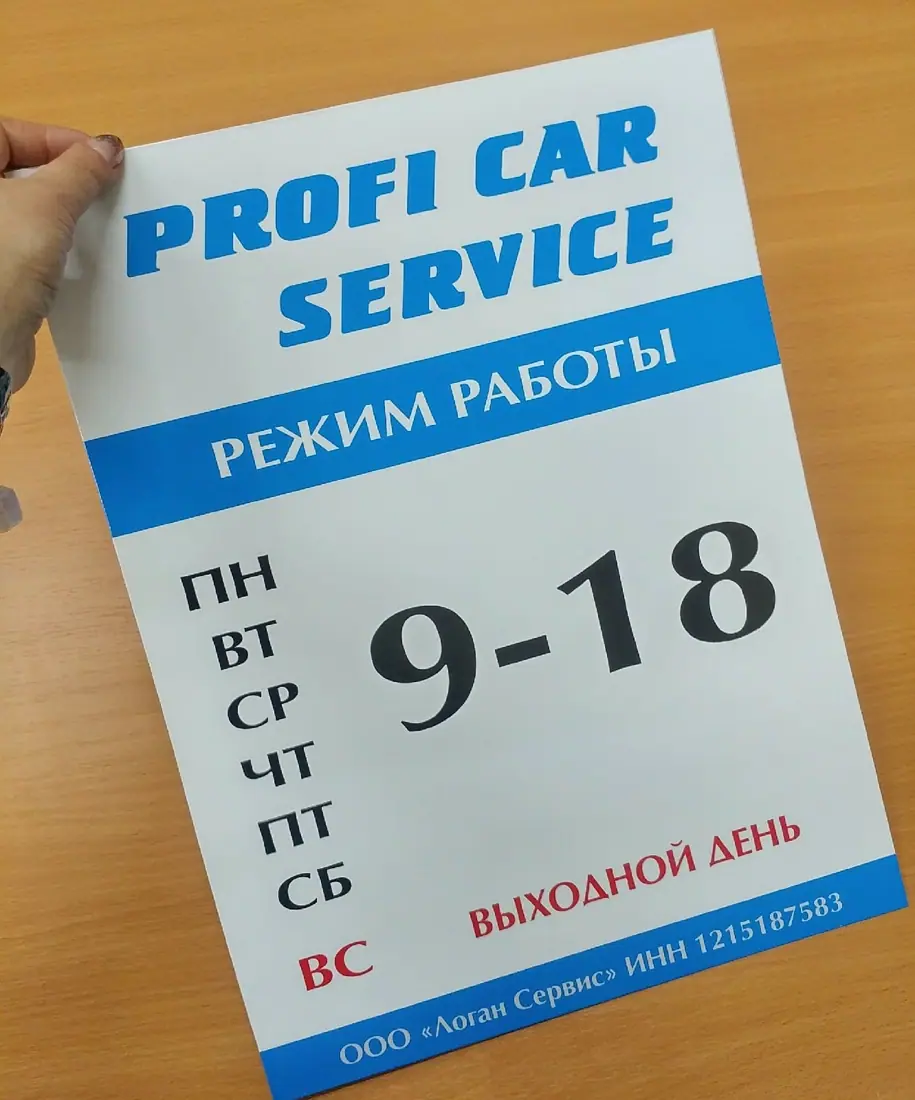 PROFI CAR
SERVICE
РЕЖИМ РАБОТЫ
ПН
ВТ
9-18
СР
ЧТ
ПТ
СБ
ВЫХОДНОЙ ДЕНЬ
ВС
ООО «Логан Сервис» ИНН 1215187583